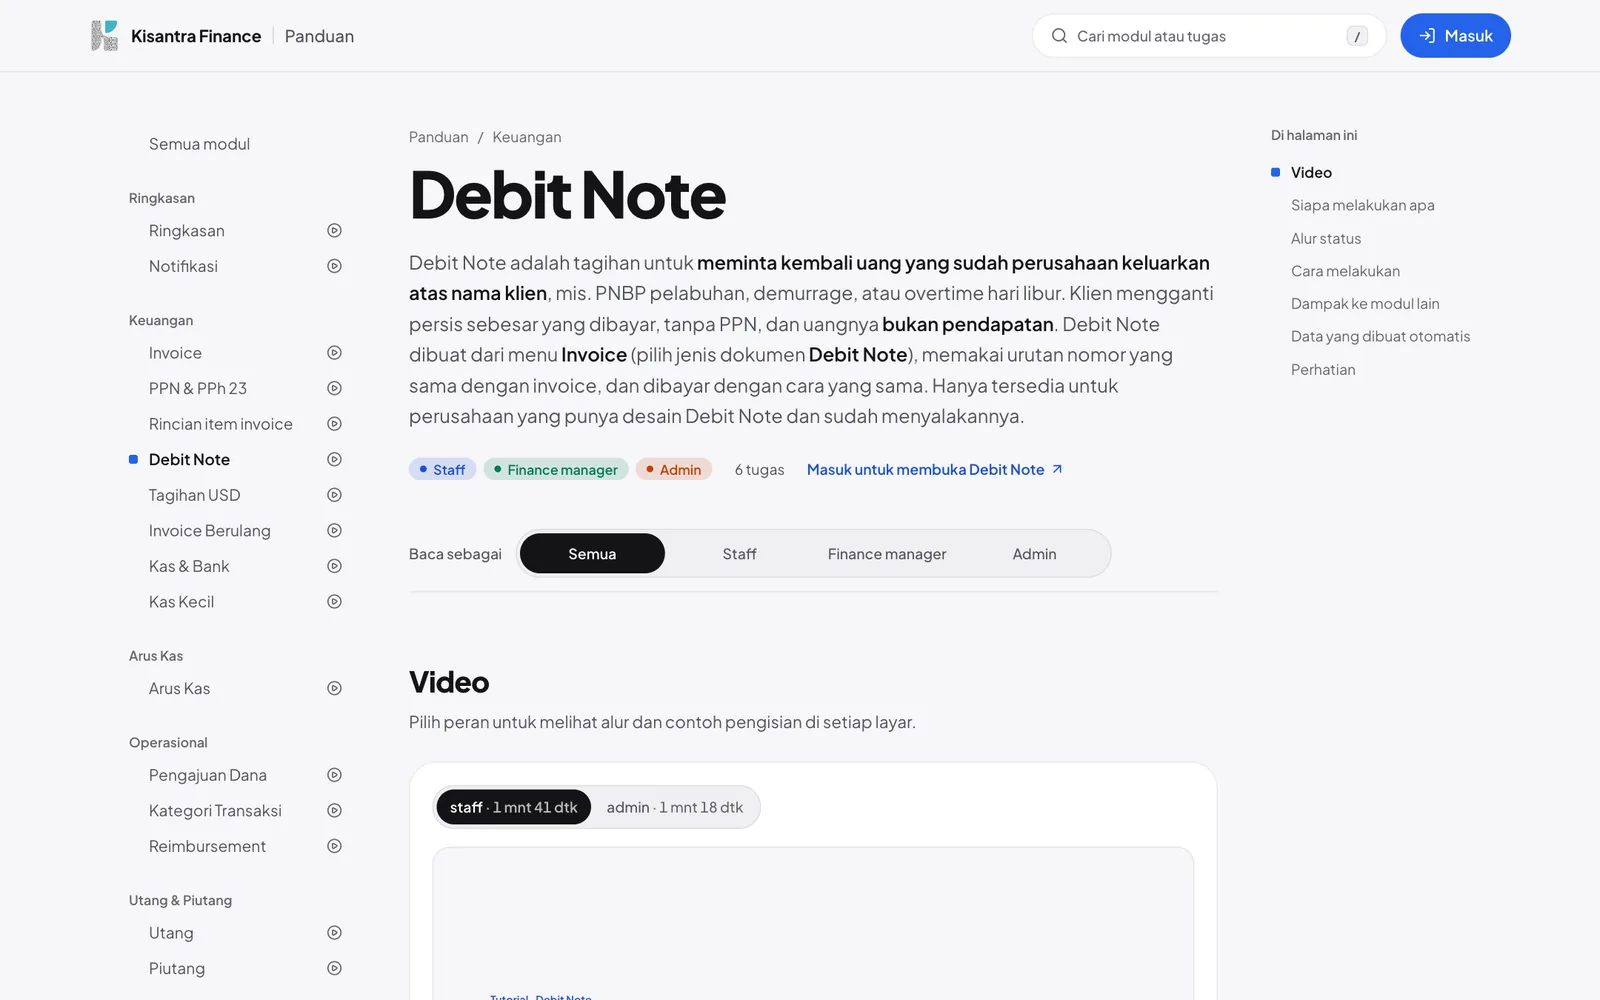 Kisantra Finance
Panduan
Cari modul atau tugas
/
Masuk
Semua modul
Ringkasan
Ringkasan
Notifikasi
Keuangan
Invoice
PPN & PPh 23
Rincian item invoice
Debit Note
Tagihan USD
Invoice Berulang
Kas & Bank
Kas Kecil
Arus Kas
Arus Kas
Operasional
Pengajuan Dana
Kategori Transaksi
Reimbursement
Utang & Piutang
Utang
Piutang
Panduan / Keuangan
Debit Note
Debit Note adalah tagihan untuk meminta kembali uang yang sudah perusahaan keluarkan
atas nama klien, mis. PNBP pelabuhan, demurrage, atau overtime hari libur. Klien mengganti
persis sebesar yang dibayar, tanpa PPN, dan uangnya bukan pendapatan. Debit Note
dibuat dari menu Invoice (pilih jenis dokumen Debit Note), memakai urutan nomor yang
sama dengan invoice, dan dibayar dengan cara yang sama. Hanya tersedia untuk
perusahaan yang punya desain Debit Note dan sudah menyalakannya.
Staff
Finance manager
Admin
6 tugas
Masuk untuk membuka Debit Note
Baca sebagai
Semua
Staff
Finance manager
Admin
Video
Pilih peran untuk melihat alur dan contoh pengisian di setiap layar.
staff · 1 mnt 41 dtk
admin · 1 mnt 18 dtk
Tutorial · Debit Note
Di halaman ini
Video
Siapa melakukan apa
Alur status
Cara melakukan
Dampak ke modul lain
Data yang dibuat otomatis
Perhatian